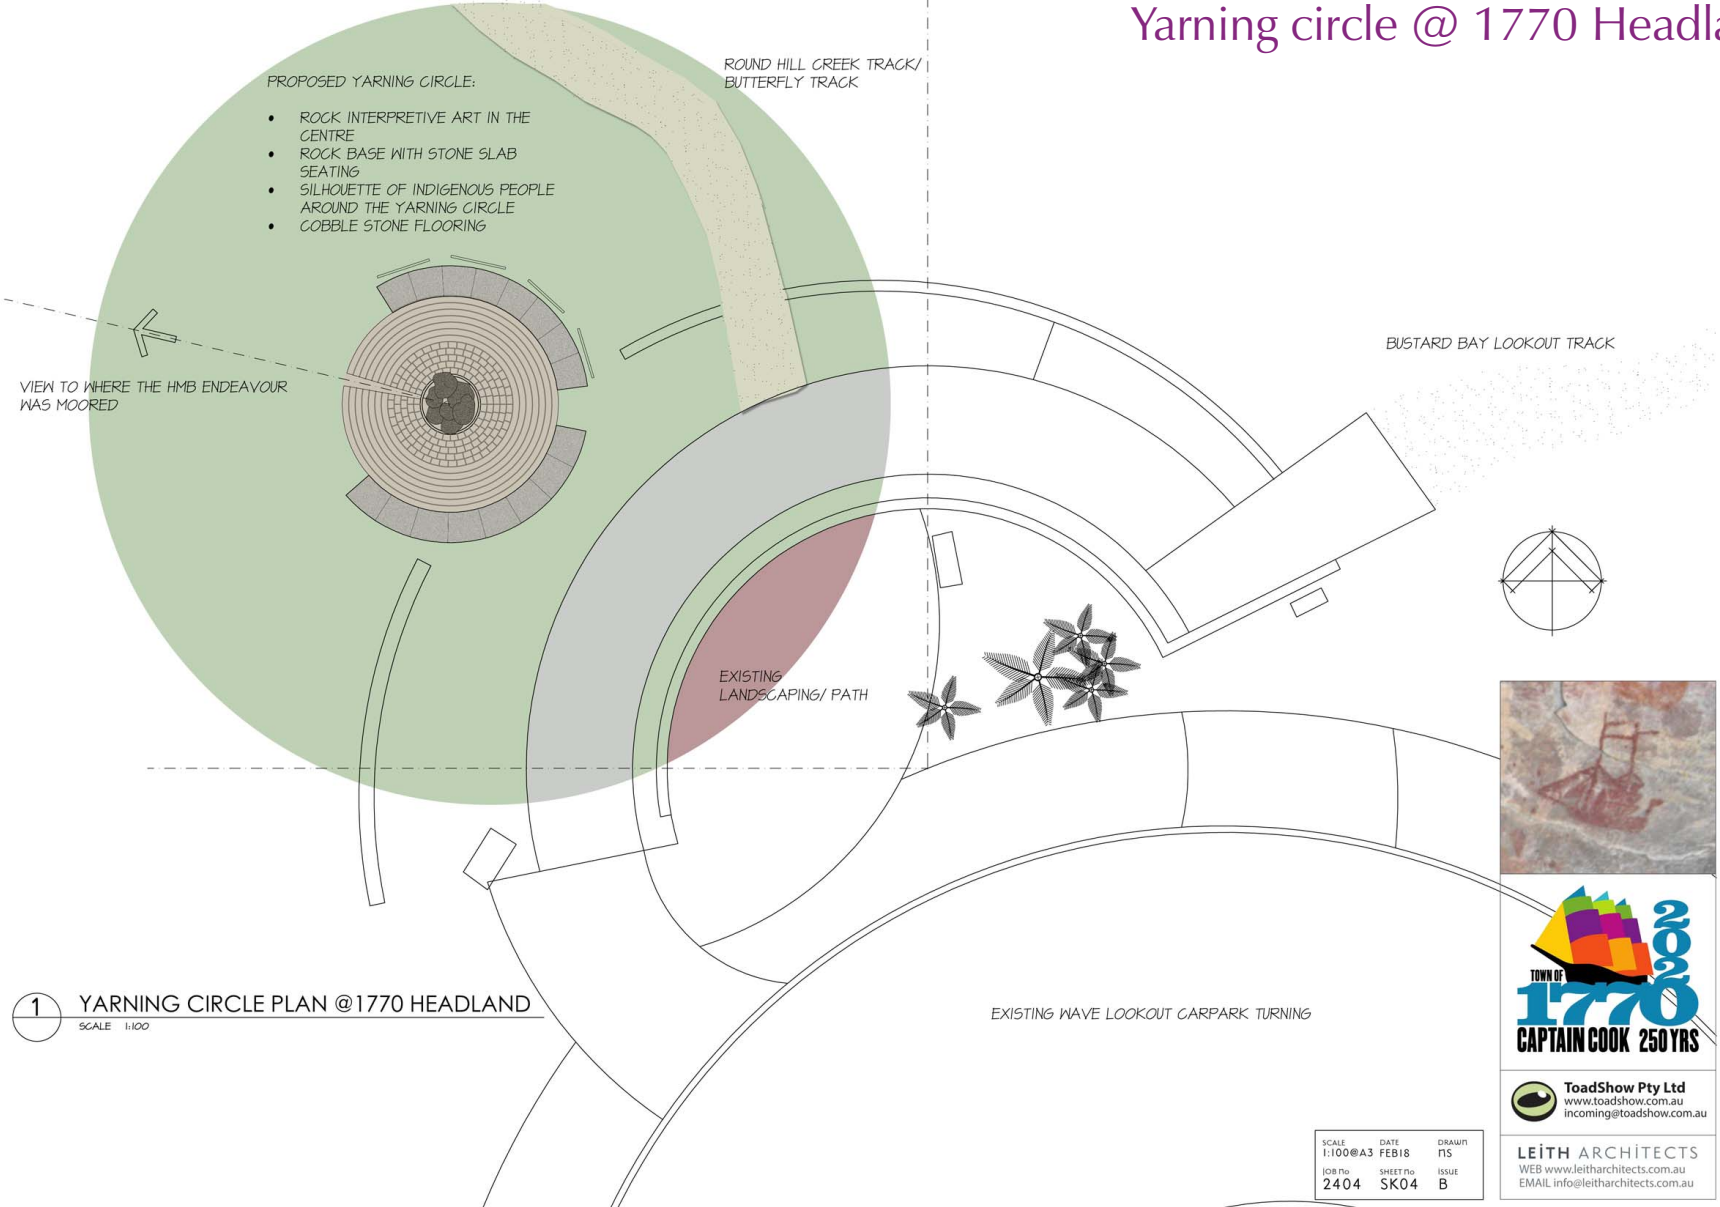 Yarning circle @ 1770 Headla
ROUND HILL CREEK TRACK/
BUTTERFLY TRACK
PROPOSED YARNING CIRCLE:
• ROCK INTERPRETIVE ART IN THE
CENTRE
• ROCK BASE WITH STONE SLAB
SEATING
• SILHOUETTE OF INDIGENOUS PEOPLE
AROUND THE YARNING CIRCLE
• COBBLE STONE FLOORING
BUSTARD BAY LOOKOUT TRACK
VIEW TO WHERE THE HMB ENDEAVOUR
WAS MOORED
EXISTING
LANDSCAPING/ PATH
1 YARNING CIRCLE PLAN @1770 HEADLAND
SCALE 1:100
EXISTING WAVE LOOKOUT CARPARK TURNING
2020
TOWN OF
1770
CAPTAIN COOK 250YRS
ToadShow Pty Ltd
www.toadshow.com.au
incoming@toadshow.com.au
LEiTH ARCHiTECTS
WEB www.leitharchitects.com.au
EMAIL info@leitharchitects.com.au
SCALE DATE DRAWN
1:100@A3 FEB18 ns
JOB No SHEET No ISSUE
2404 SK04 B